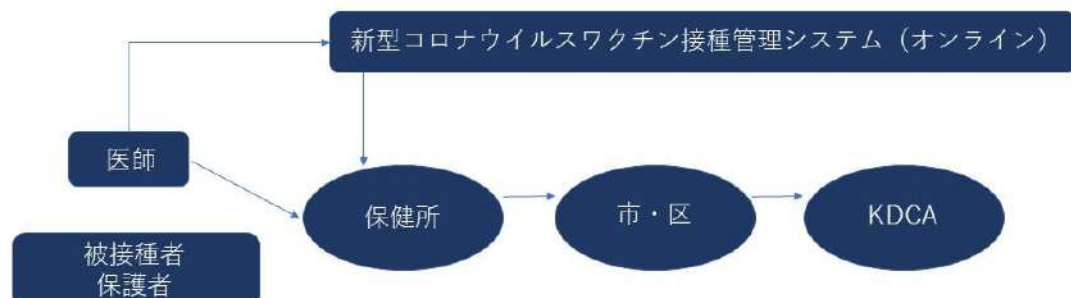 新型コロナウイルスワクチン接種管理システム（オンライン）
医師
保健所
市・区
KDCA
被接種者
保護者